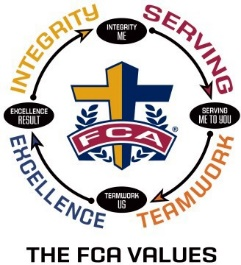 INTEGRITY
SERVING
INTEGRITY
ME
EXCELLENCE
RESULT
SERVING
ME TO YOU
FCA®
TEAMWORK
US
EXCELLENCE
TEAMWORK
THE FCA VALUES